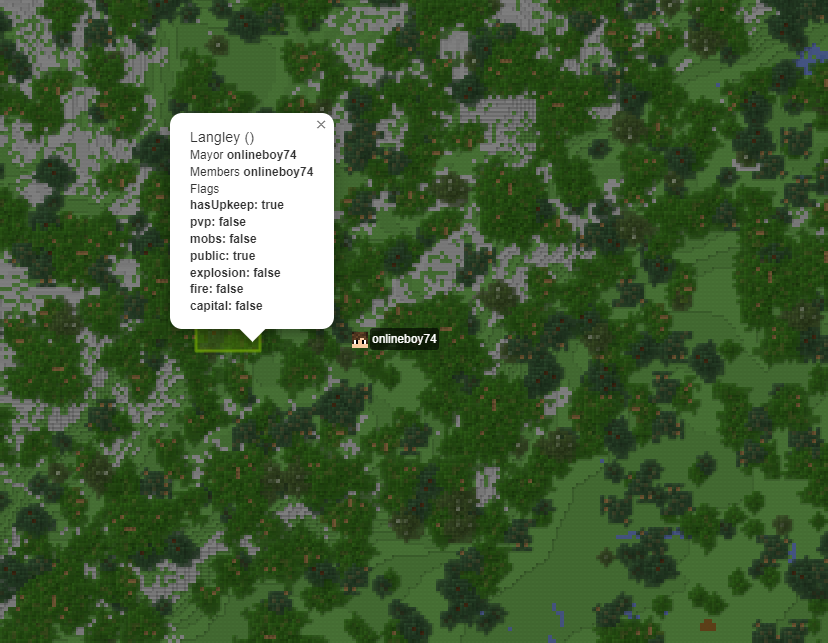 ×
Langley ()
Mayor onlineboy74
Members onlineboy74
Flags
hasUpkeep: true
pvp: false
mobs: false
public: true
explosion: false
fire: false
capital: false
onlineboy74